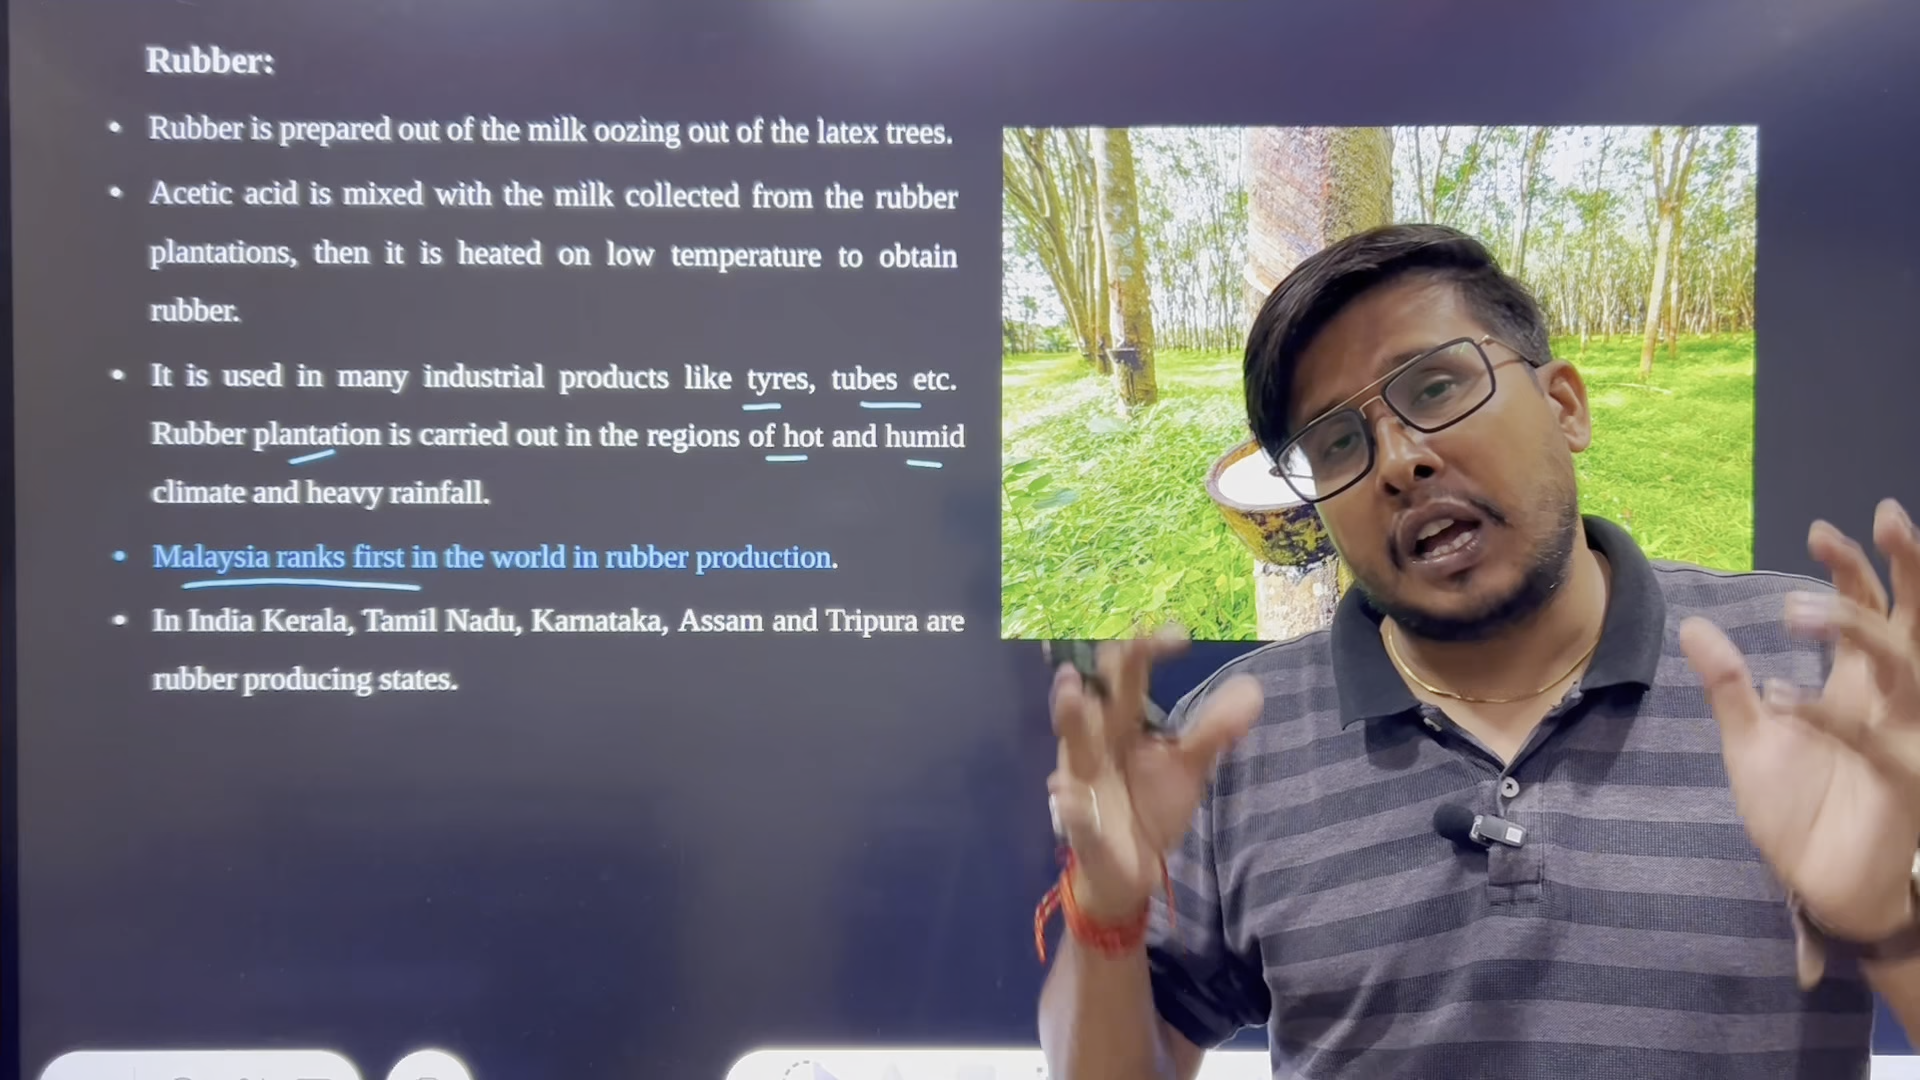 Rubber:
• Rubber is prepared out of the milk oozing out of the latex trees.
• Acetic acid is mixed with the milk collected from the rubber
plantations, then it is heated on low temperature to obtain
rubber.
• It is used in many industrial products like tyres, tubes etc.
Rubber plantation is carried out in the regions of hot and humid
climate and heavy rainfall.
• Malaysia ranks first in the world in rubber production.
• In India Kerala, Tamil Nadu, Karnataka, Assam and Tripura are
rubber producing states.